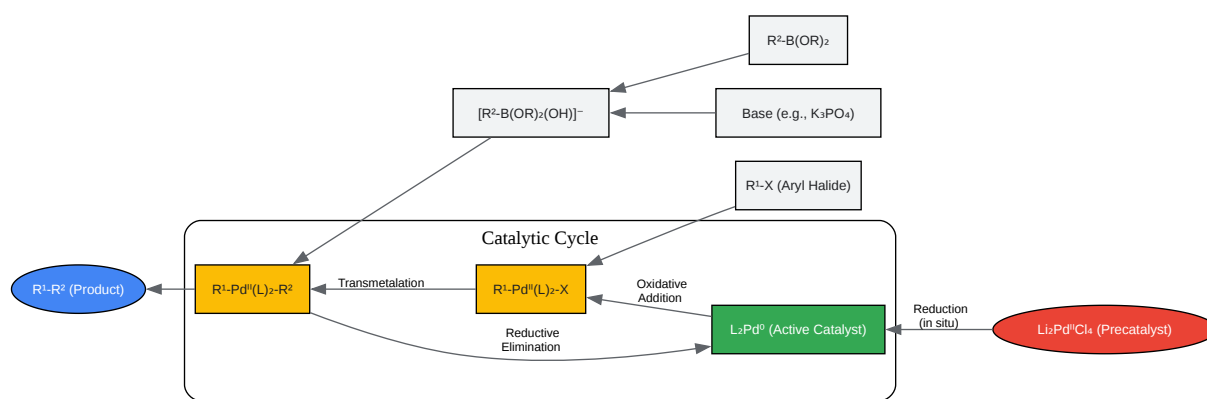 R²-B(OR)₂
[R²-B(OR)₂(OH)]⁻
Base (e.g., K₃PO₄)
R¹-X (Aryl Halide)
Catalytic Cycle
R¹-R² (Product)
R¹-Pdᴵᴵ(L)₂-R²
Transmetalation
R¹-Pdᴵᴵ(L)₂-X
Oxidative
Addition
Reductive
Elimination
L₂Pd⁰ (Active Catalyst)
Reduction
(in situ)
Li₂PdᴵᴵCl₄ (Precatalyst)